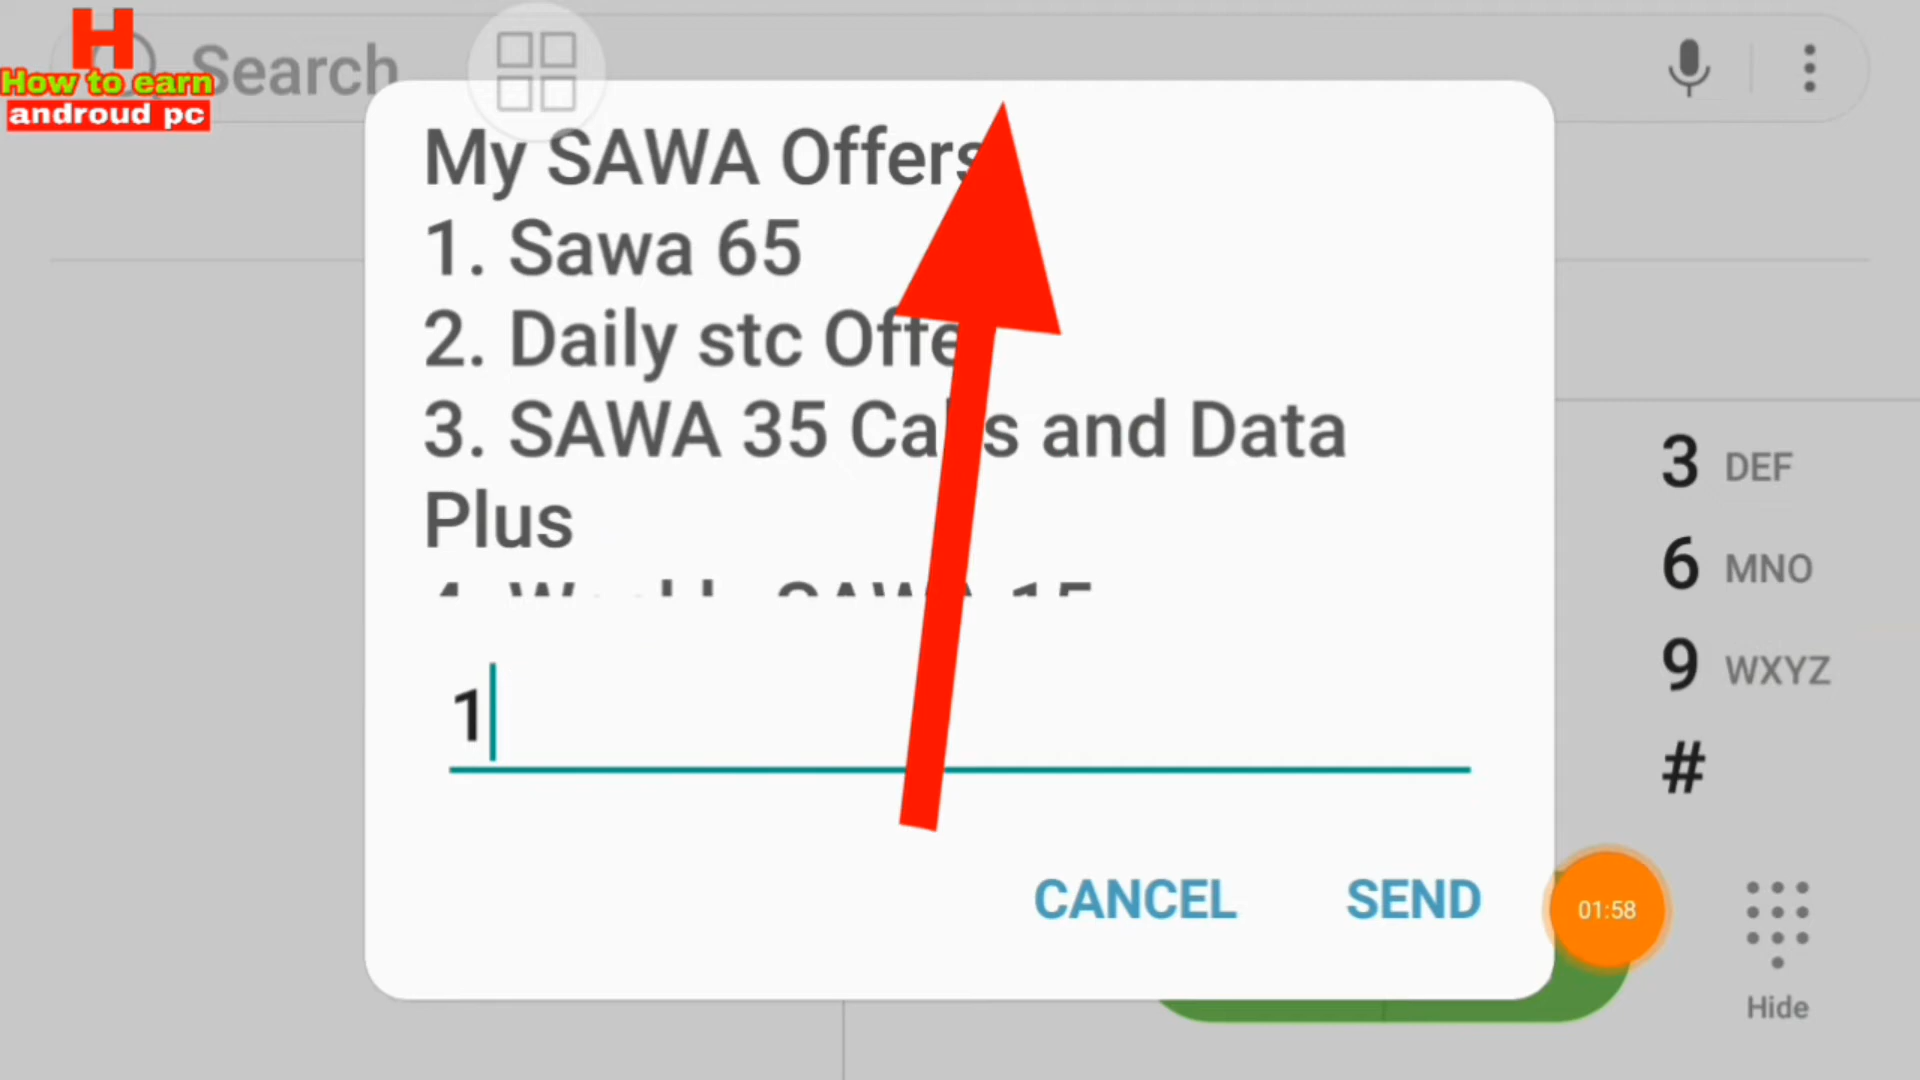 H
How to earn
androud pc
Search
My SAWA Offers
1. Sawa 65
2. Daily stc Offe
3. SAWA 35 Calls and Data
Plus
1
CANCEL
SEND
3 DEF
6 MNO
9 WXYZ
#
01:58
Hide